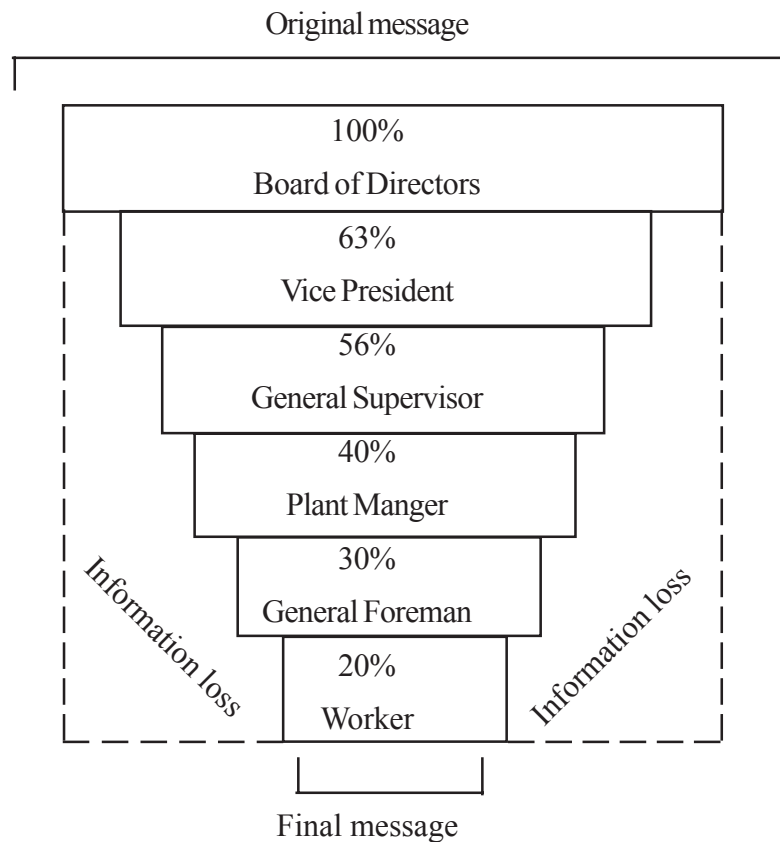 Original message
100%
Board of Directors
63%
Vice President
56%
General Supervisor
40%
Plant Manger
30%
General Foreman
Information loss
Information loss
20%
Worker
Final message